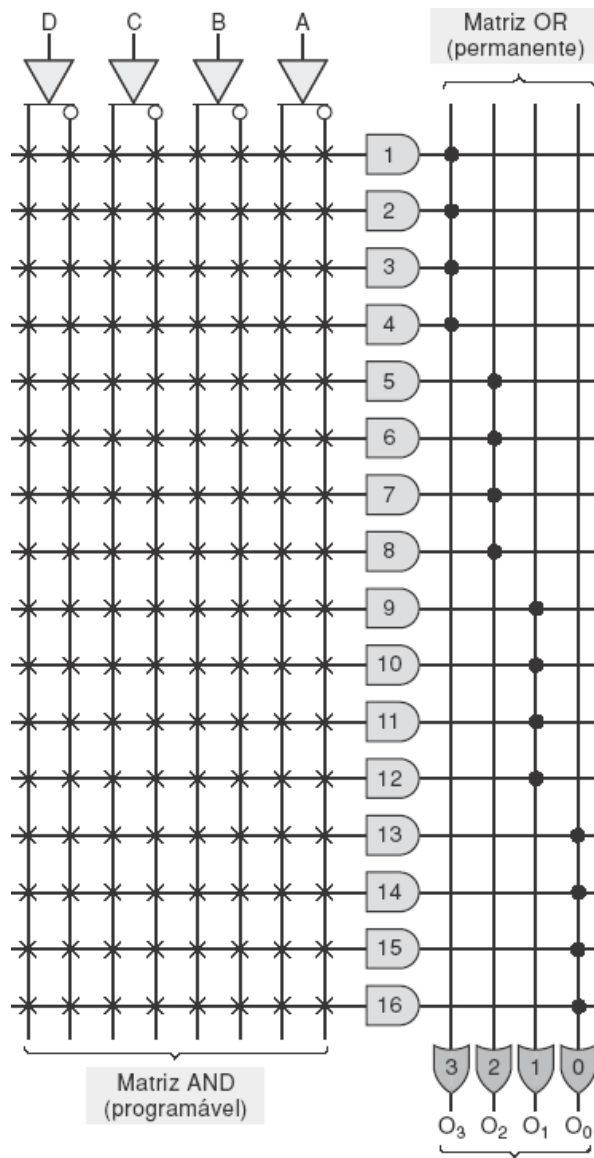 D C B A
Matriz OR
(permanente)
1
2
3
4
5
6
7
8
9
10
11
12
13
14
15
16
Matriz AND
(programável)
3 2 1 0
O₃ O₂ O₁ O₀